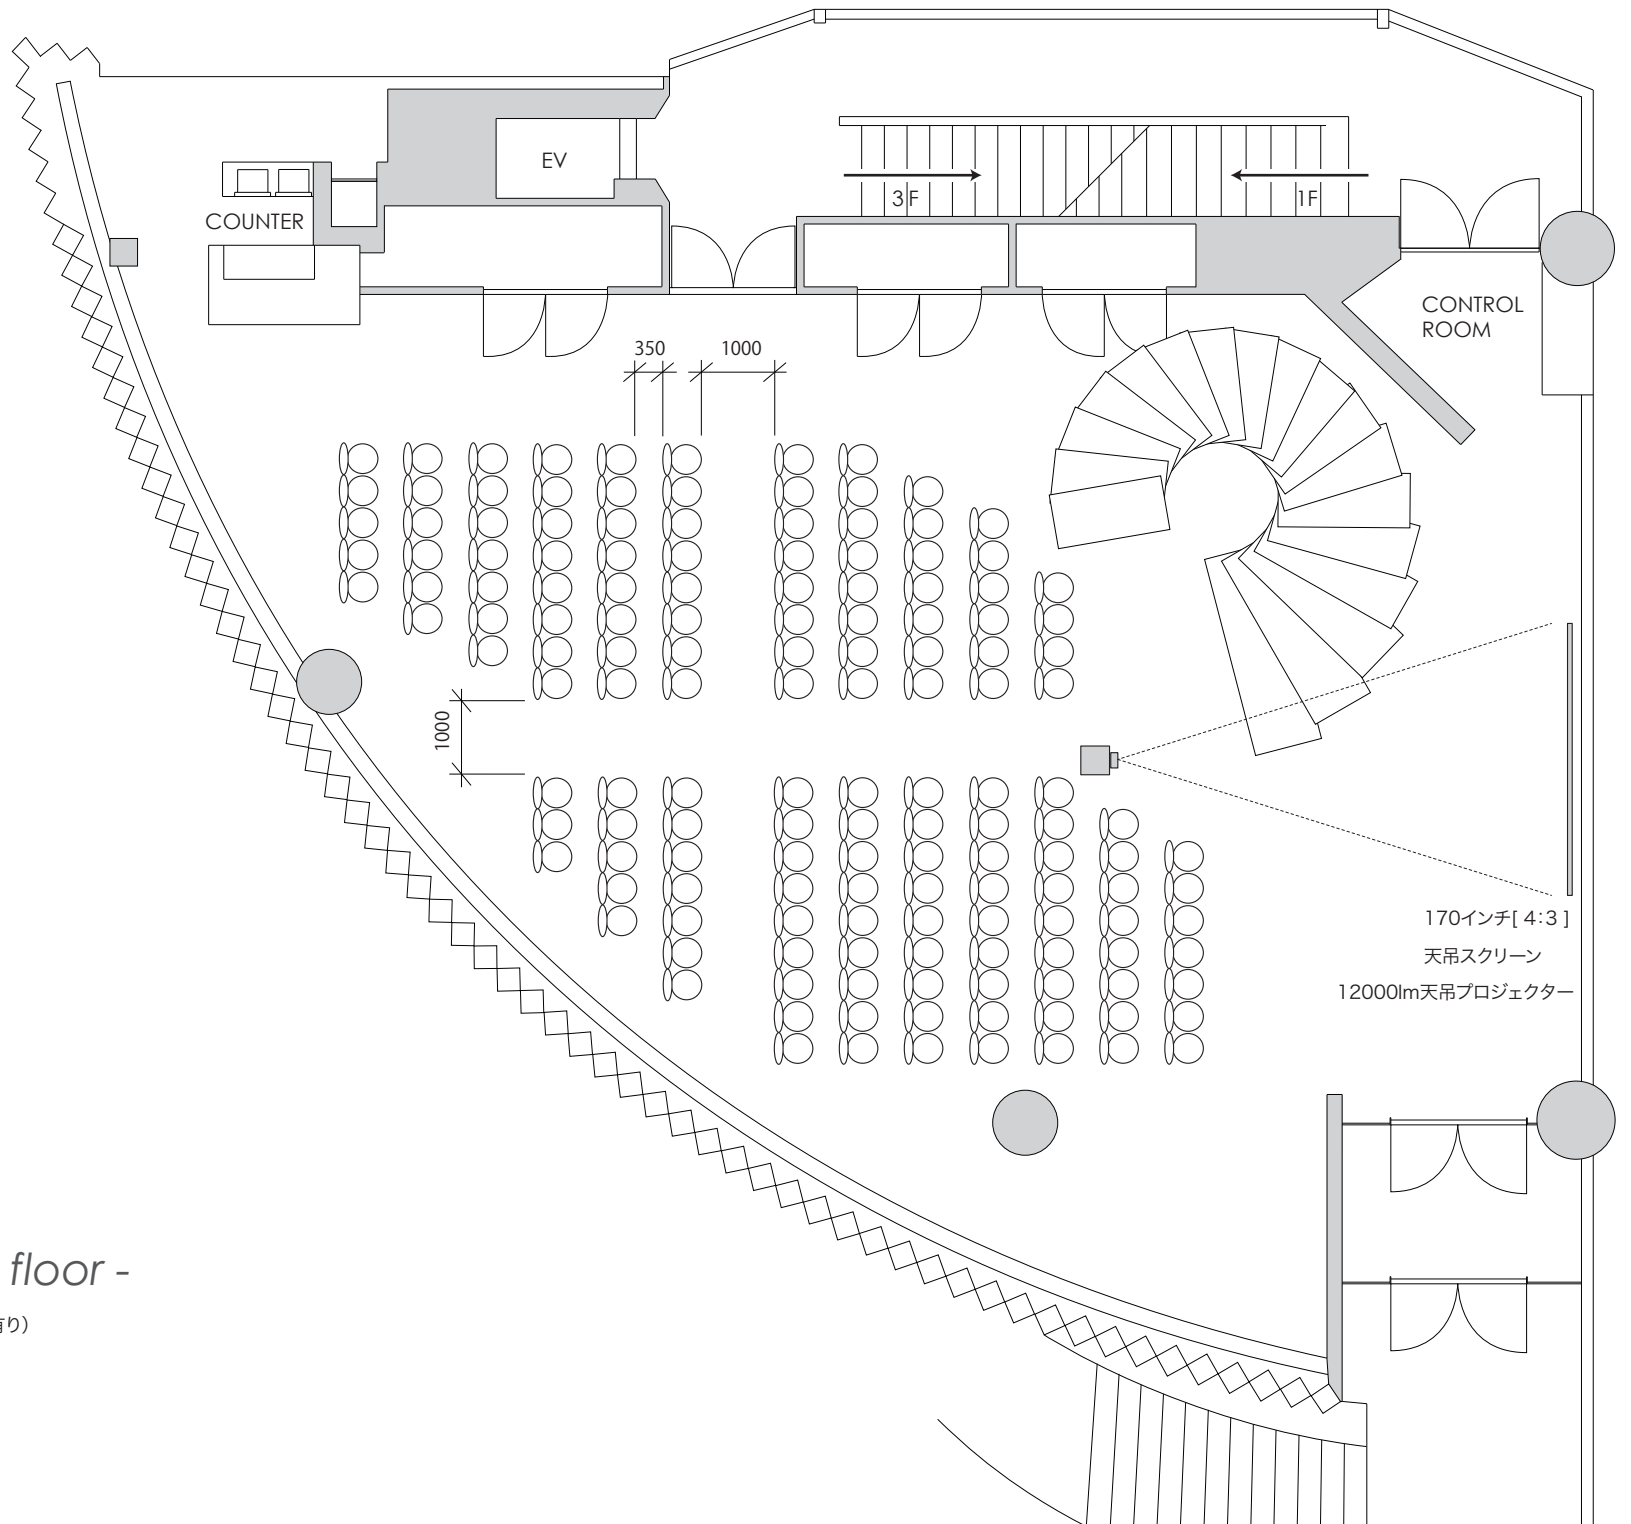 EV
3F
1F
COUNTER
CONTROL
ROOM
350
1000
1000
170インチ[ 4:3 ]
天吊スクリーン
12000lm天吊プロジェクター
floor -
有り）